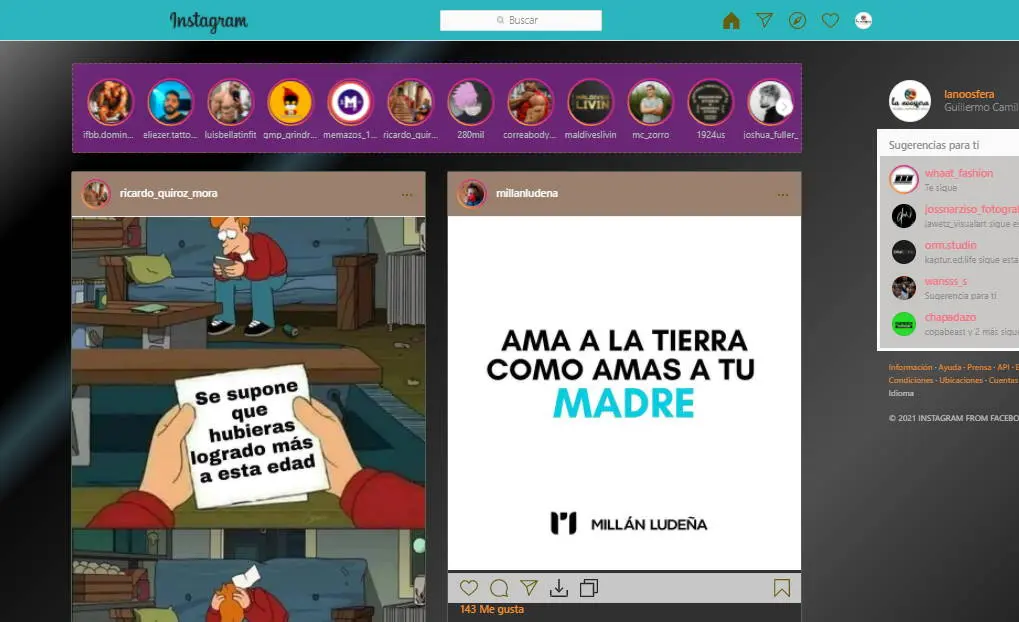 Instagram
Buscar
ifbb.domin...
eliezer.tatto...
luisbellatinfit
gmp_grindr...
memazos_1...
ricardo_quir...
280mil
correabody...
maldiveslivin
mc_zorro
1924us
joshua_fuller_
lanoosfera
Guillermo Camil
Sugerencias para ti
whaat_fashion
Te sigue
jossnarziso_fotogra
jawetz_visualart sigue es
orm.studio
kaptur.ed.life sigue esta
wansss_s
Sugerencia para ti
chapadazo
copabeast y 2 más sigue
Información · Ayuda · Prensa · API · E
Condiciones · Ubicaciones · Cuentas
Idioma
© 2021 INSTAGRAM FROM FACEBO
ricardo_quiroz_mora
...
Se supone
que
hubieras
logrado más
a esta edad
millanludena
...
AMA A LA TIERRA
COMO AMAS A TU
MADRE
MILLÁN LUDEÑA
143 Me gusta